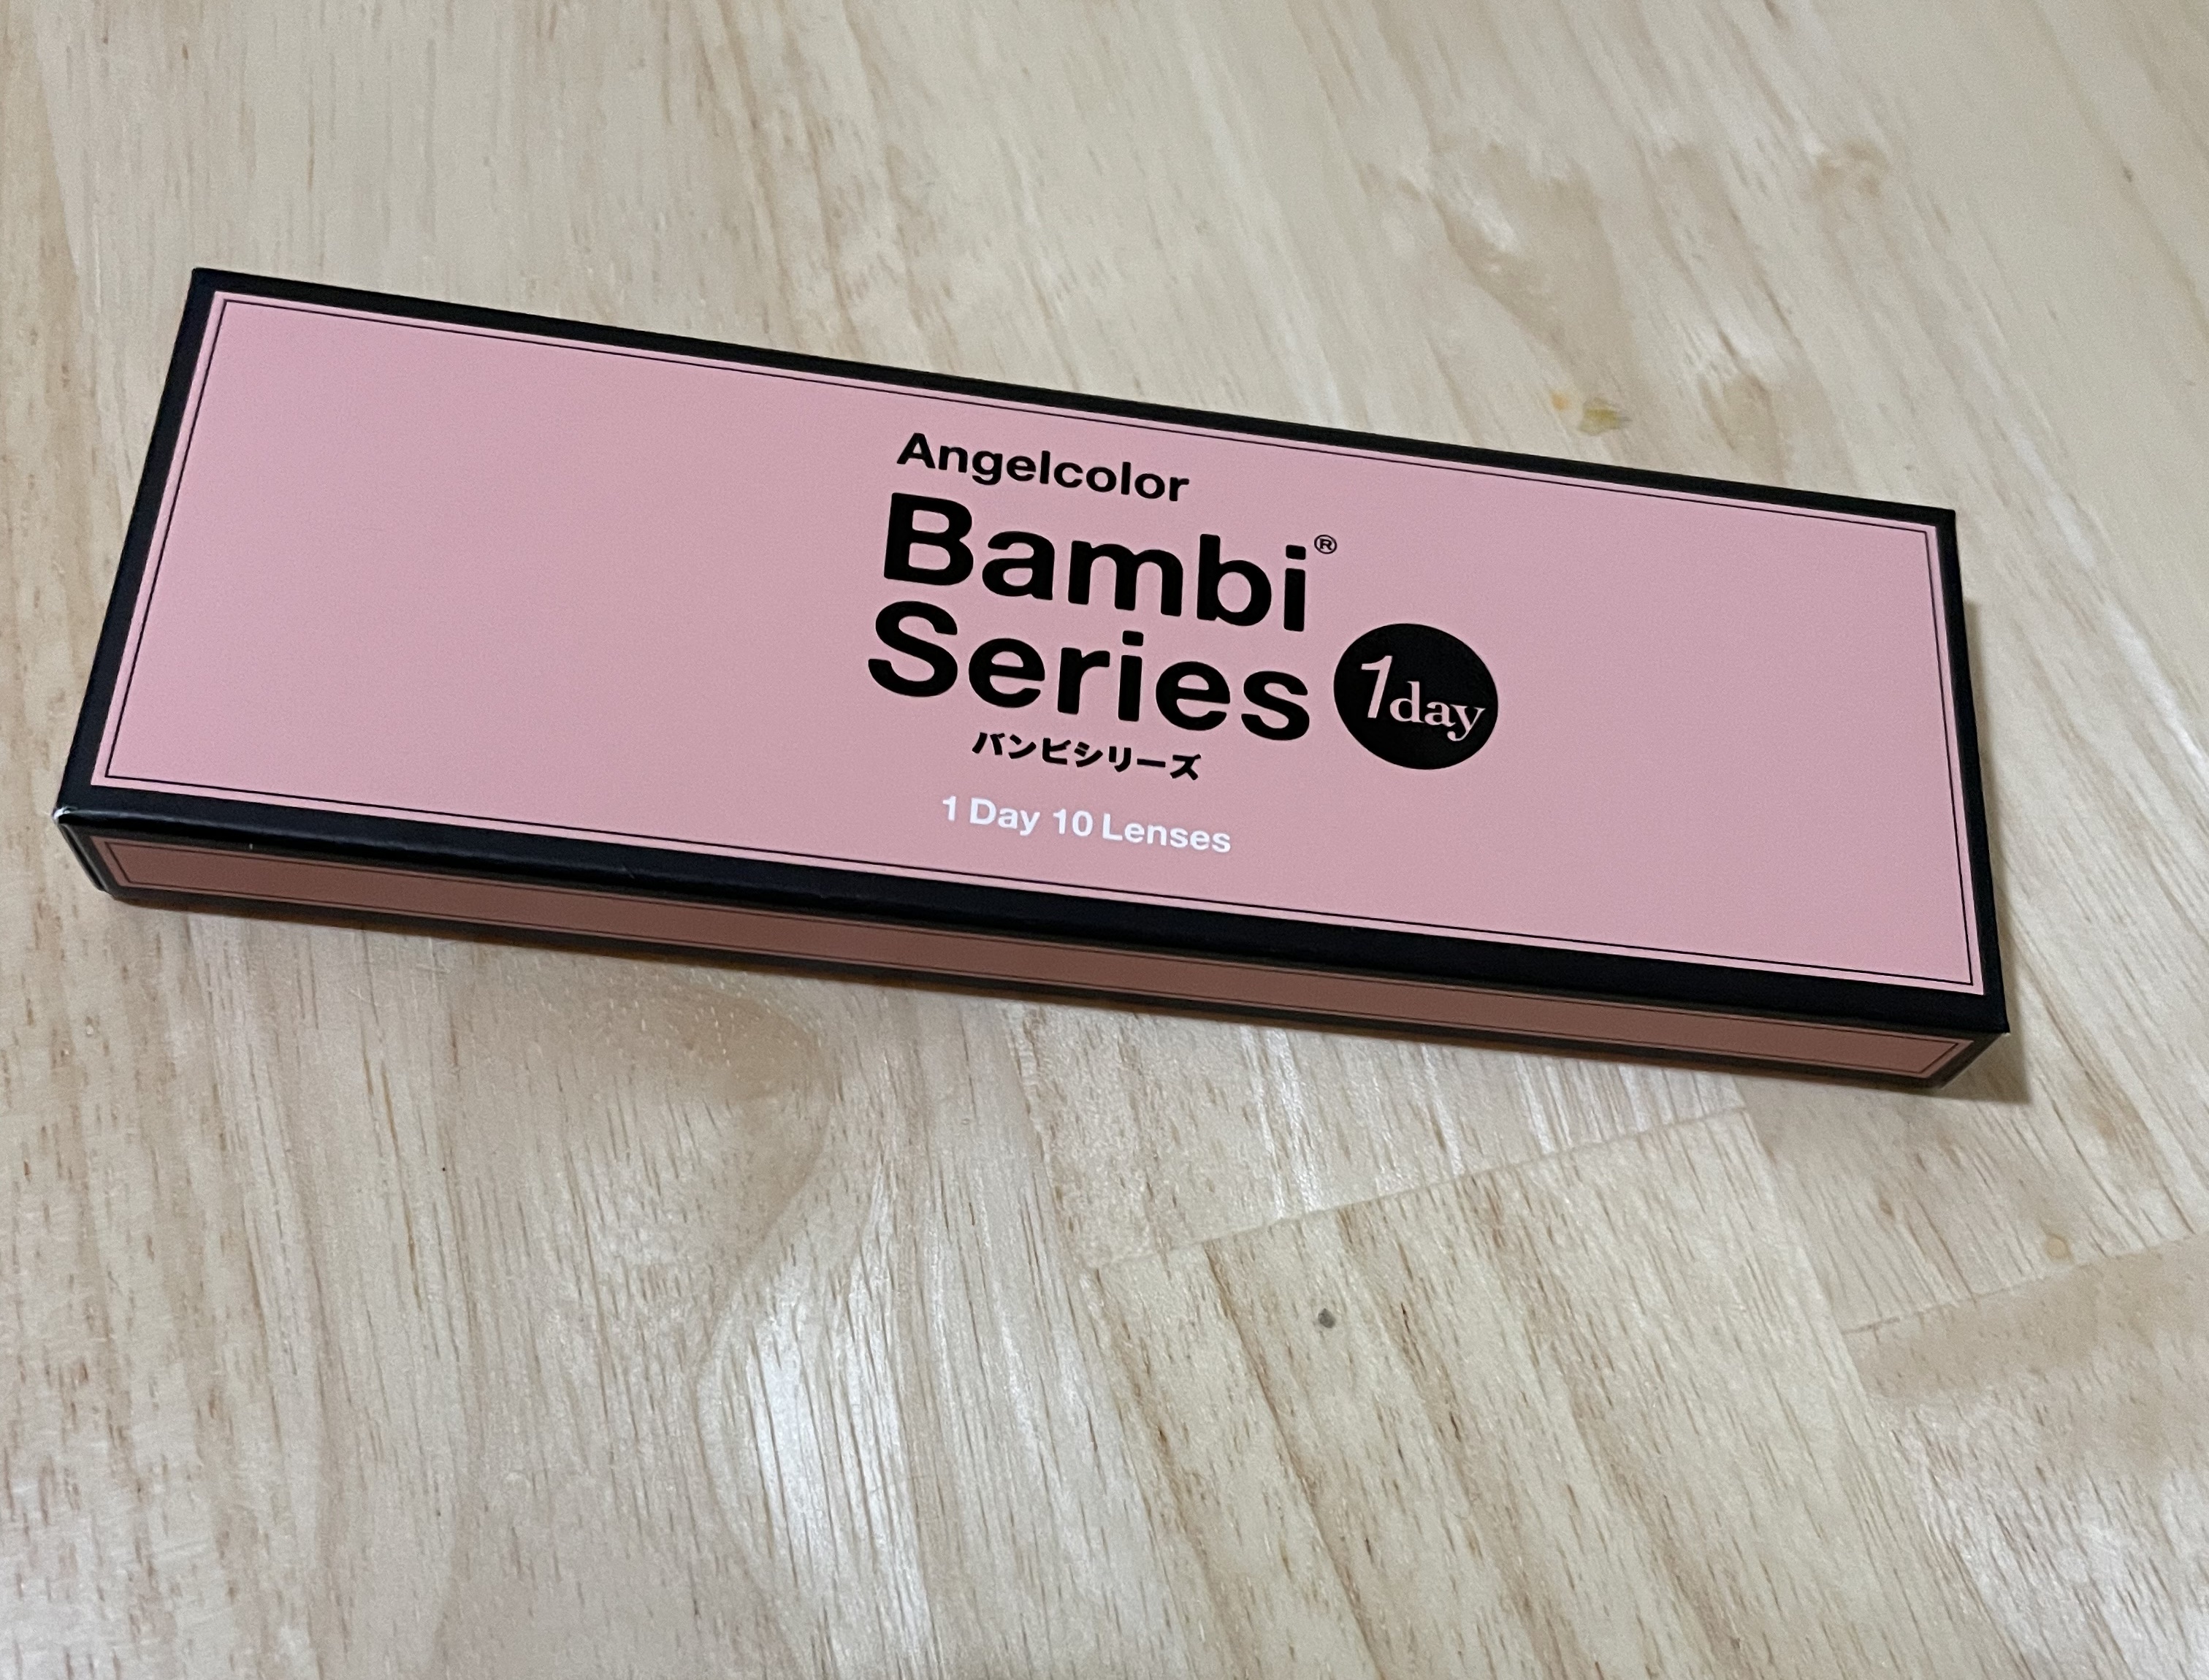 Angelcolor
Bambi®
Series 1day
バンビシリーズ
1 Day 10 Lenses